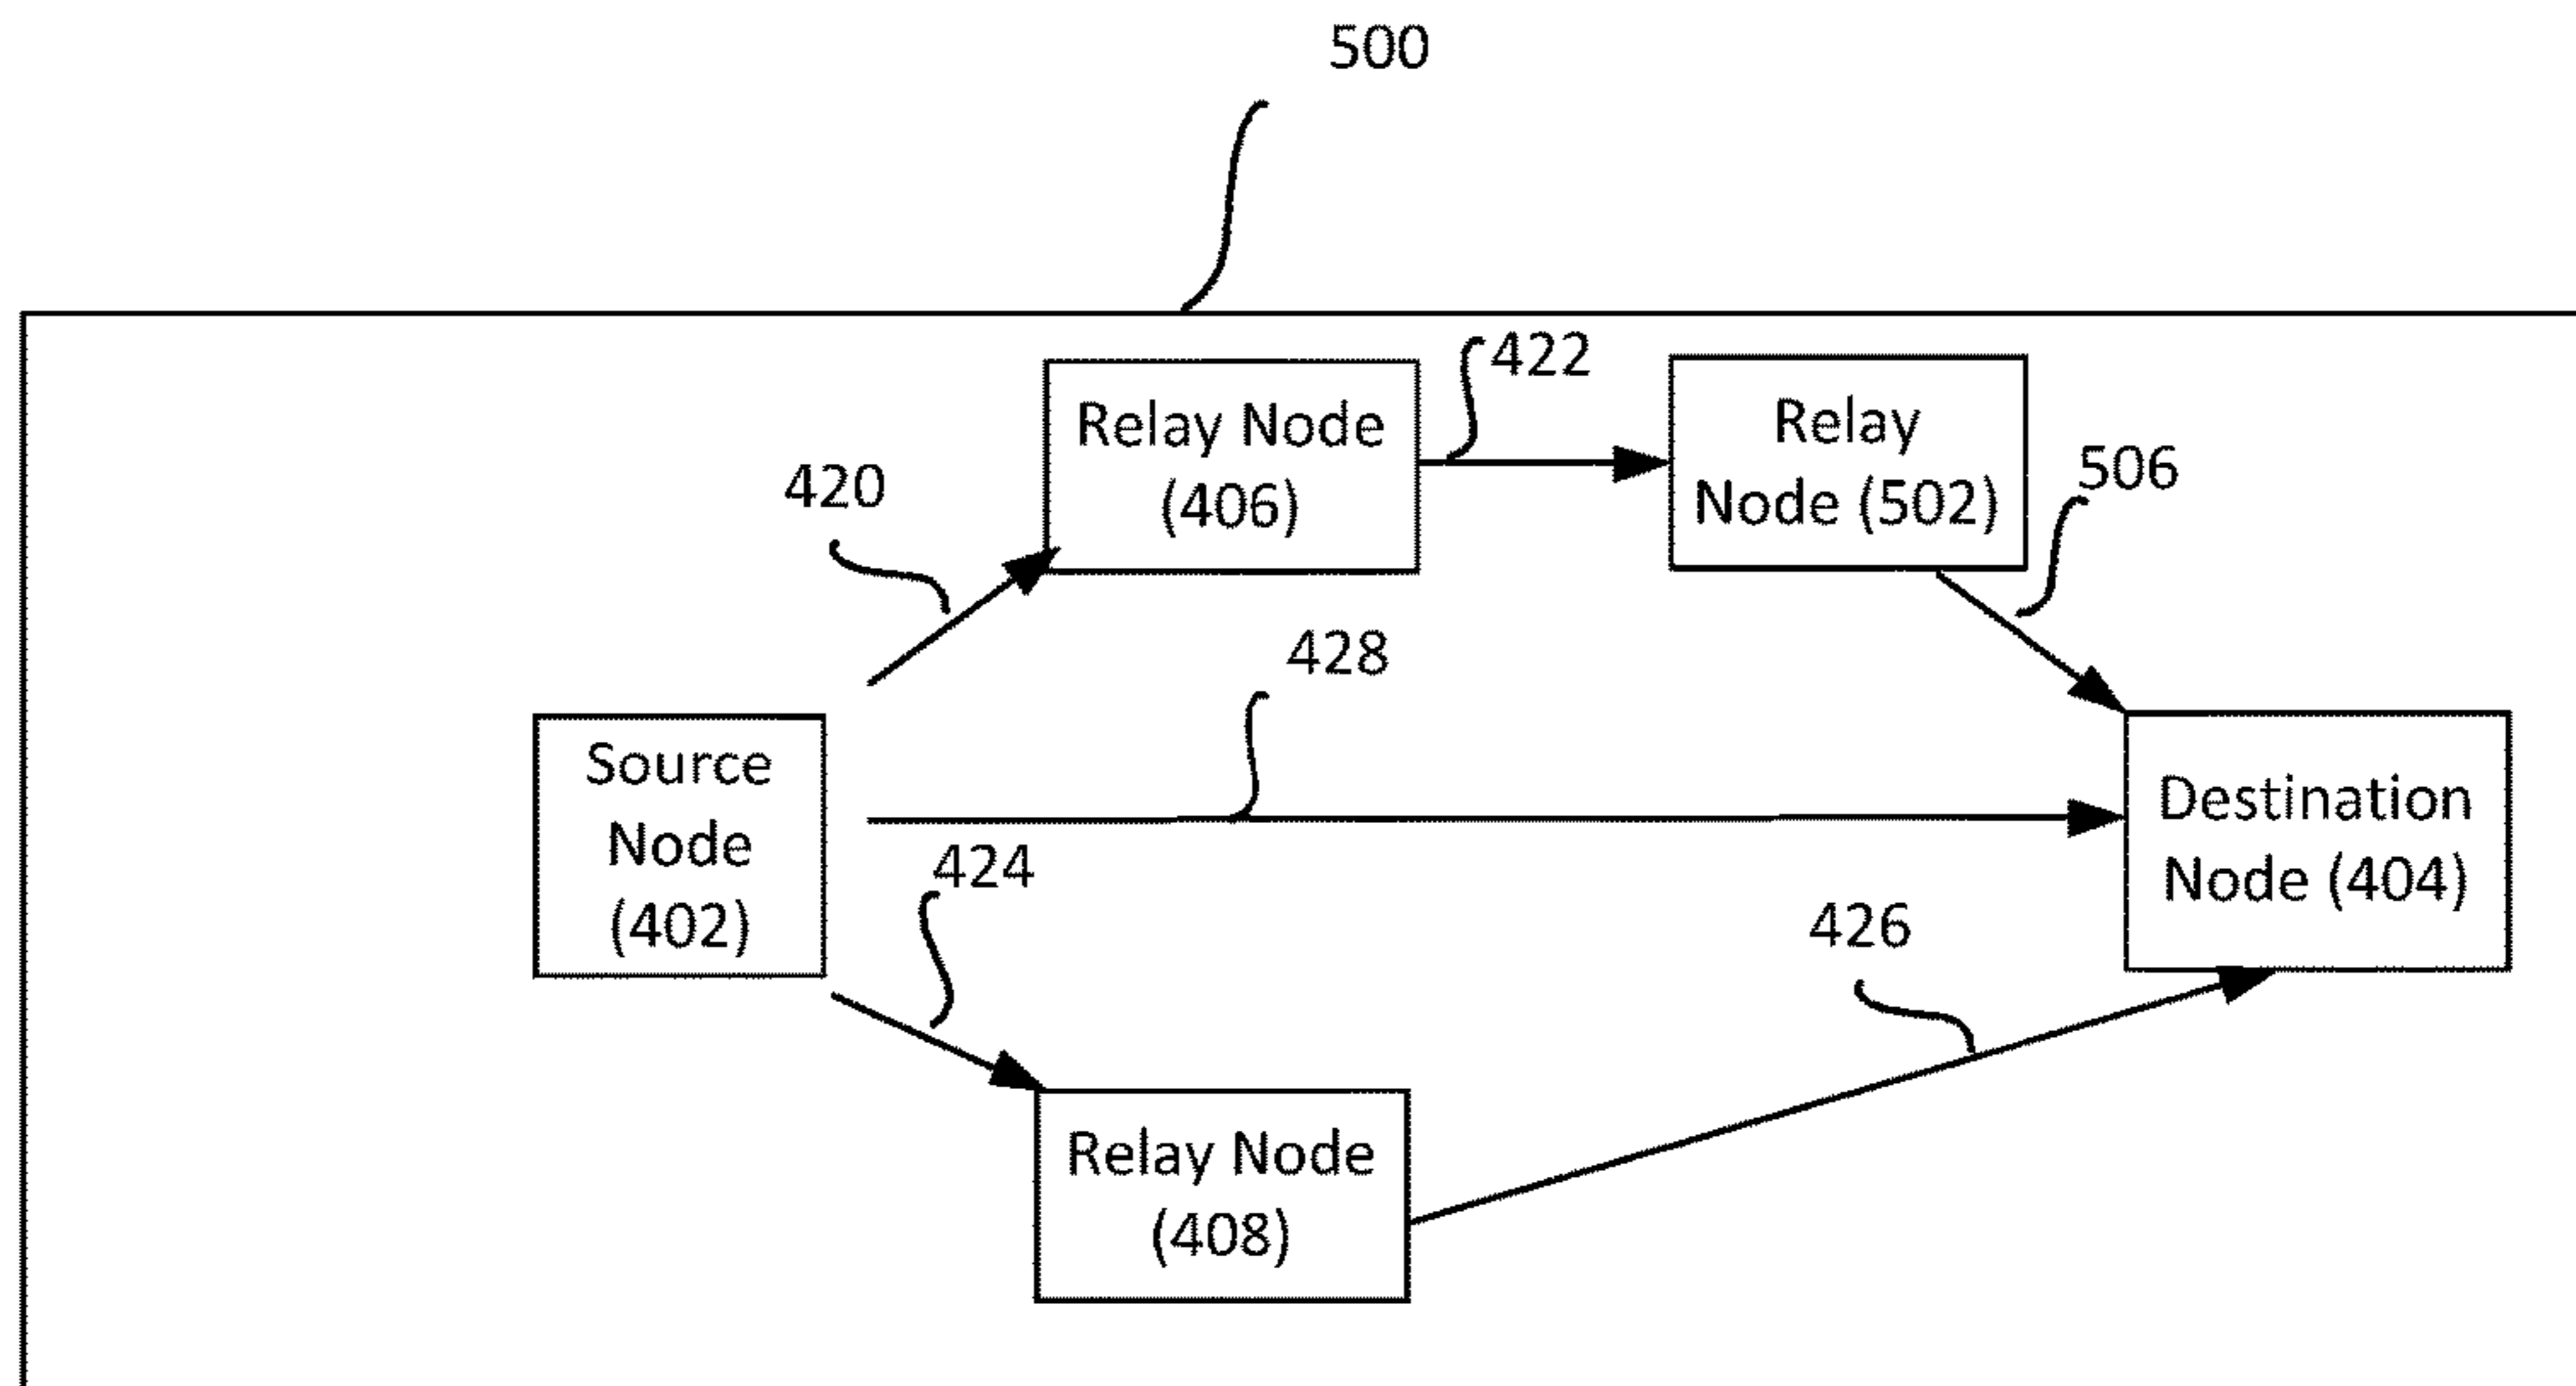 500
422
Relay Node
(406)
Relay
Node (502)
506
420
428
Source
Node
(402)
Destination
Node (404)
424
426
Relay Node
(408)